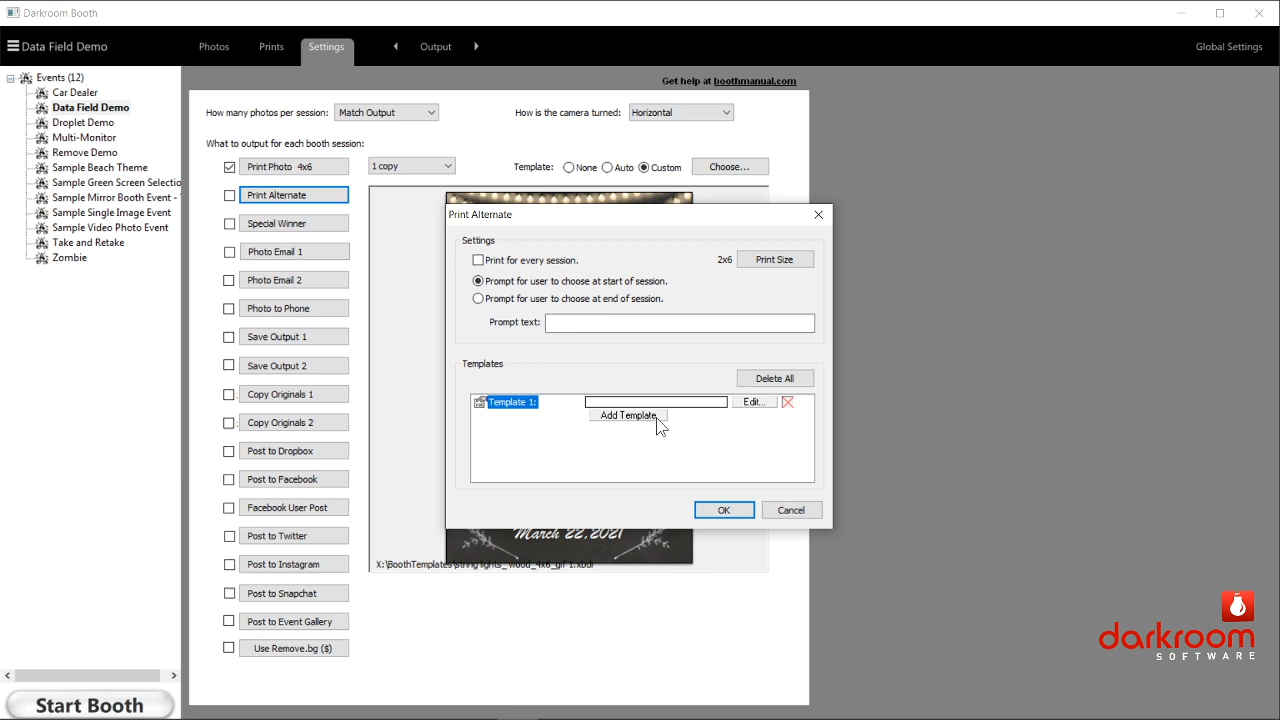 Darkroom Booth
Data Field Demo
Photos
Prints
Settings
Output
Global Settings
Events (12)
Car Dealer
Data Field Demo
Droplet Demo
Multi-Monitor
Remove Demo
Sample Beach Theme
Sample Green Screen Selectio
Sample Mirror Booth Event -
Sample Single Image Event
Sample Video Photo Event
Take and Retake
Zombie
Start Booth
Get help at boothmanual.com
How many photos per session: Match Output
How is the camera turned: Horizontal
What to output for each booth session:
Print Photo 4x6
1 copy
Template: None Auto Custom Choose...
Print Alternate
Special Winner
Photo Email 1
Photo Email 2
Photo to Phone
Save Output 1
Save Output 2
Copy Originals 1
Copy Originals 2
Post to Dropbox
Post to Facebook
Facebook User Post
Post to Twitter
Post to Instagram
Post to Snapchat
Post to Event Gallery
Use Remove.bg ($)
Print Alternate
Settings
Print for every session.
2x6 Print Size
Prompt for user to choose at start of session.
Prompt for user to choose at end of session.
Prompt text:
Templates
Delete All
Template 1:
Edit...
Add Template
OK
Cancel
March 22, 2021
X:\BoothTemplates\string lights_ wood_4x6_gif 1.xbdr
darkroom
SOFTWARE